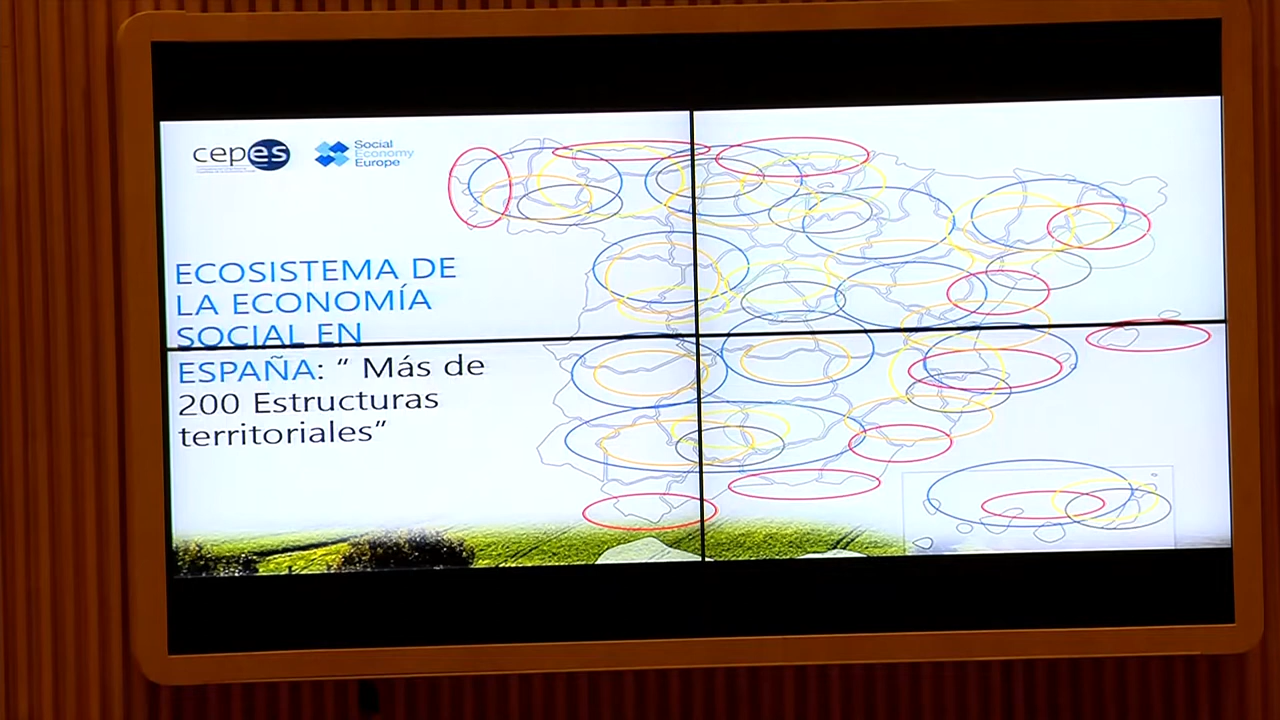 cepes
Social
Economy
Europe
ECOSISTEMA DE
LA ECONOMÍA
SOCIAL EN
ESPAÑA: “ Más de
200 Estructuras
territoriales”